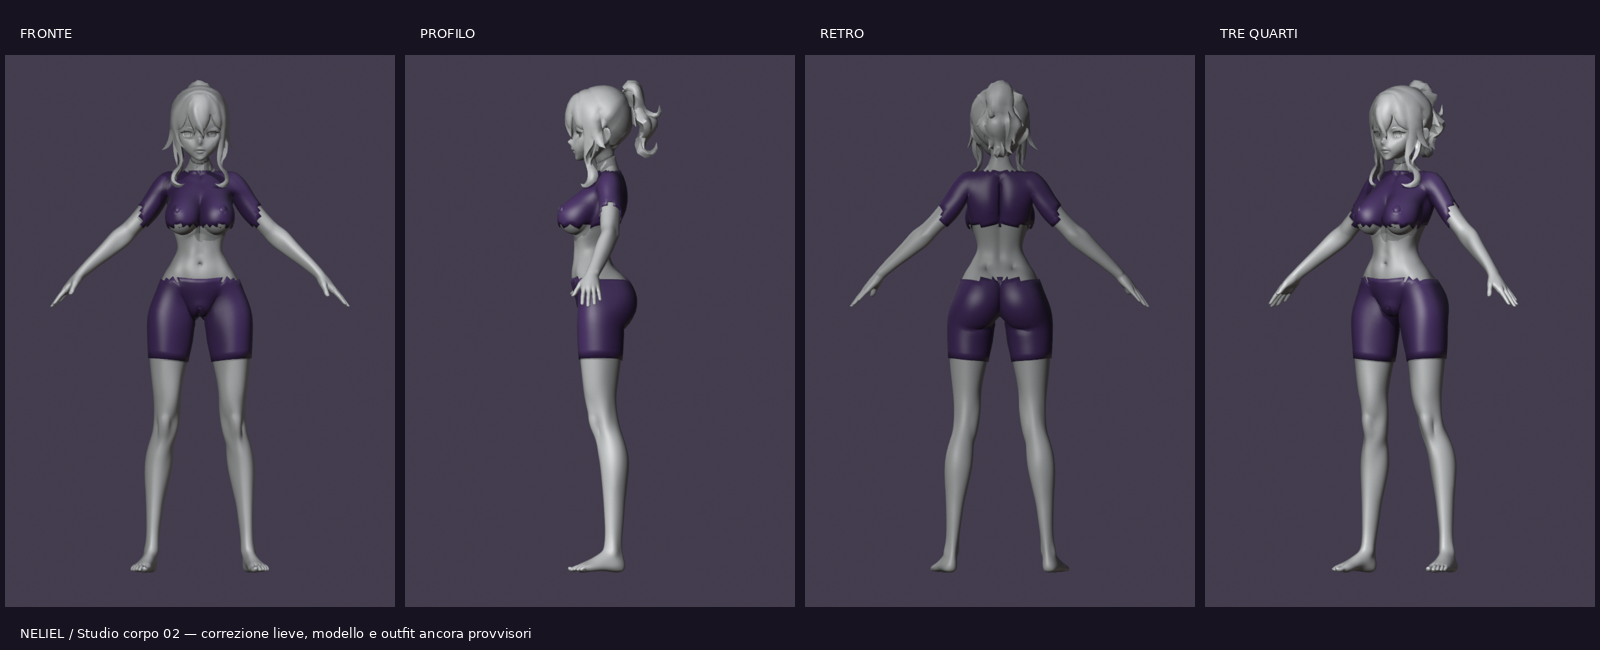 FRONTE
PROFILO
RETRO
TRE QUARTI
NELIEL / Studio corpo 02 — correzione lieve, modello e outfit ancora provvisori